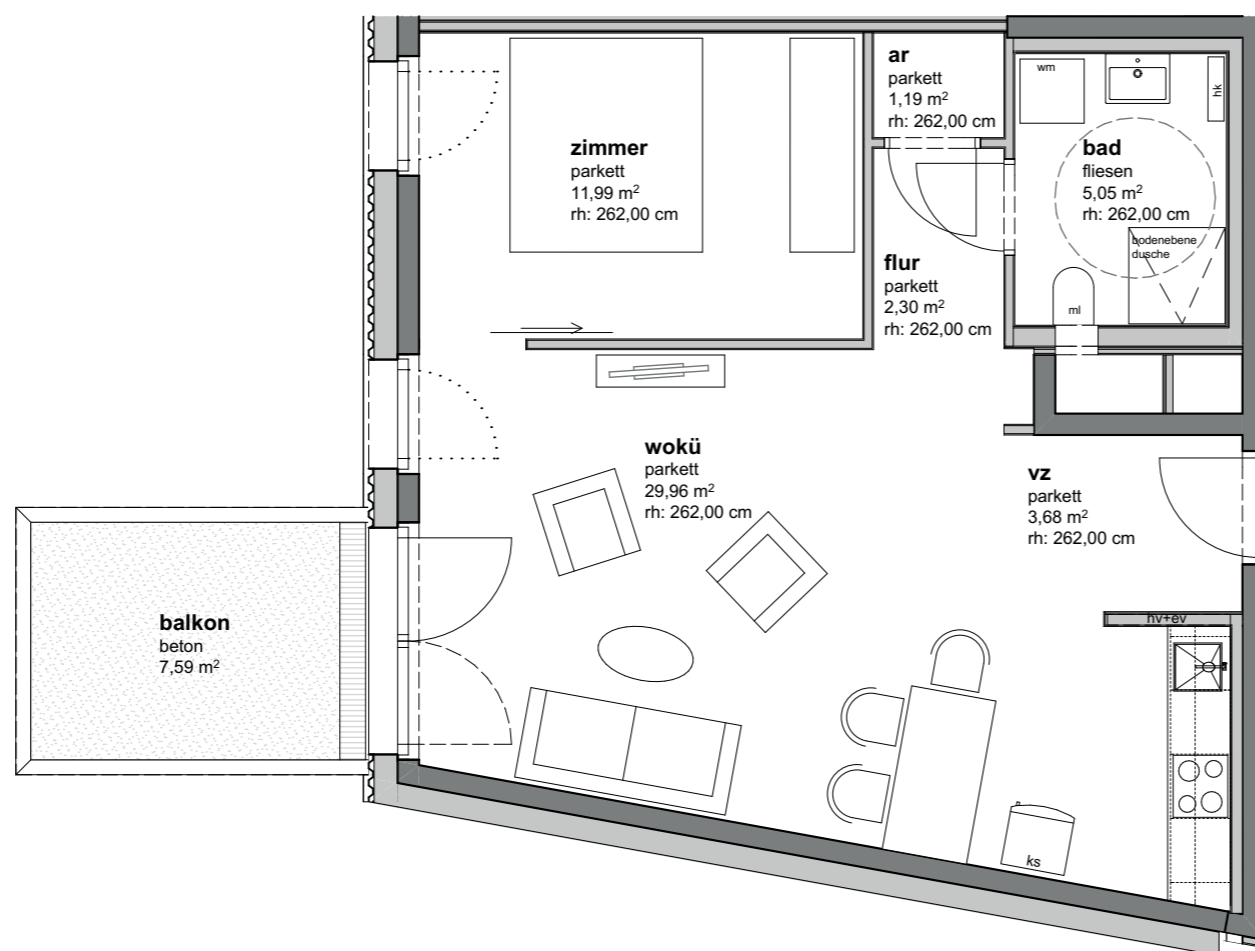 ar
parkett
1,19 m²
rh: 262,00 cm
wm
hk
zimmer
parkett
11,99 m²
rh: 262,00 cm
bad
fliesen
5,05 m²
rh: 262,00 cm
bodenebene
dusche
flur
parkett
2,30 m²
rh: 262,00 cm
ml
wokü
parkett
29,96 m²
rh: 262,00 cm
vz
parkett
3,68 m²
rh: 262,00 cm
balkon
beton
7,59 m²
hv+ev
ks